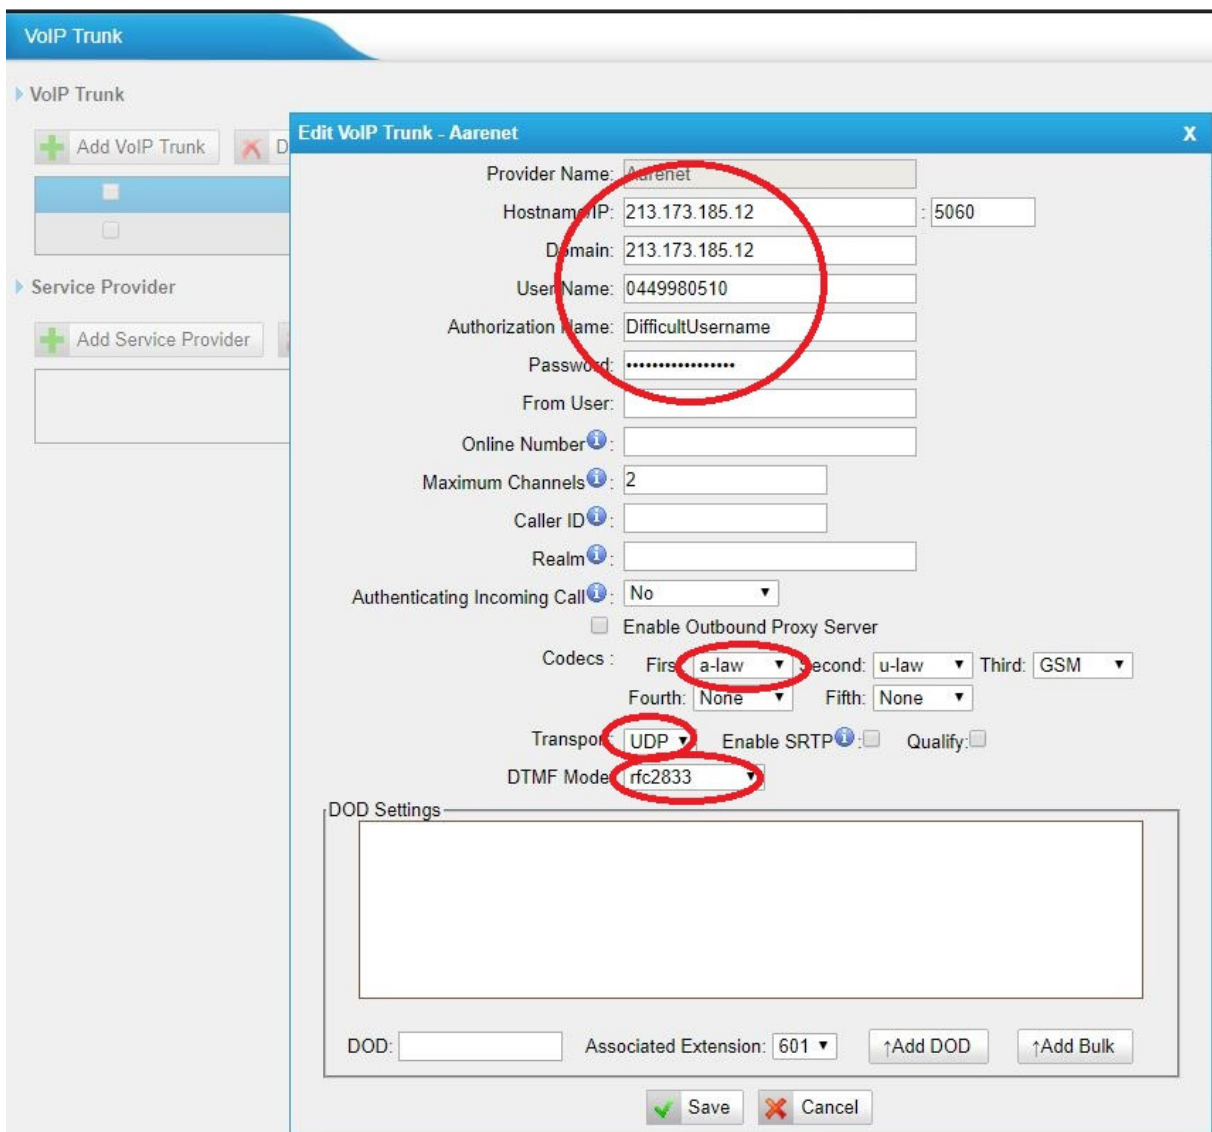 VoIP Trunk
VoIP Trunk
Add VoIP Trunk D
Edit VoIP Trunk - Aarenet X
Provider Name: Aarenet
Hostname/IP: 213.173.185.12 : 5060
Domain: 213.173.185.12
User Name: 0449980510
Service Provider
Authorization Name: DifficultUsername
Add Service Provider
Password: •••••••••••••••••
From User:
Online Number i :
Maximum Channels i : 2
Caller ID i :
Realm i :
Authenticating Incoming Call i : No
Enable Outbound Proxy Server
Codecs : First: a-law Second: u-law Third: GSM
Fourth: None Fifth: None
Transport: UDP Enable SRTP i : Qualify:
DTMF Mode: rfc2833
DOD Settings
DOD: Associated Extension: 601 ↑Add DOD ↑Add Bulk
Save Cancel